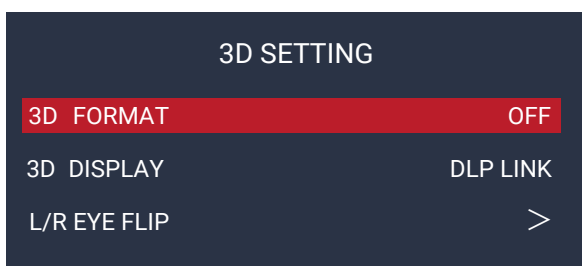 3D SETTING
3D FORMAT OFF
3D DISPLAY DLP LINK
L/R EYE FLIP >